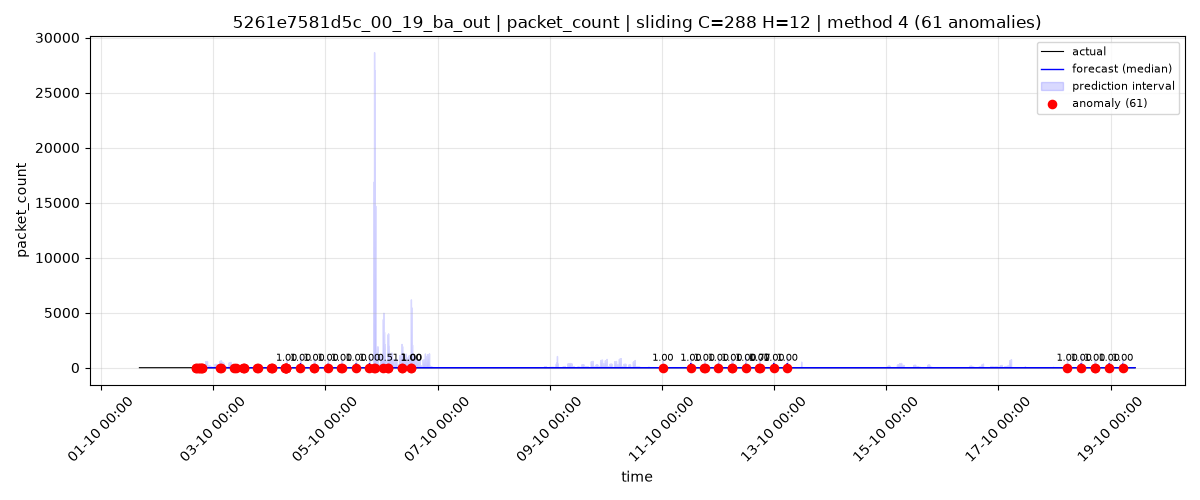 5261e7581d5c_00_19_ba_out | packet_count | sliding C=288 H=12 | method 4 (61 anomalies)
packet_count
30000
25000
20000
15000
10000
5000
0
actual
forecast (median)
prediction interval
anomaly (61)
0.51
1.00
1.00
01-10 00:00
03-10 00:00
05-10 00:00
07-10 00:00
09-10 00:00
11-10 00:00
13-10 00:00
15-10 00:00
17-10 00:00
19-10 00:00
time